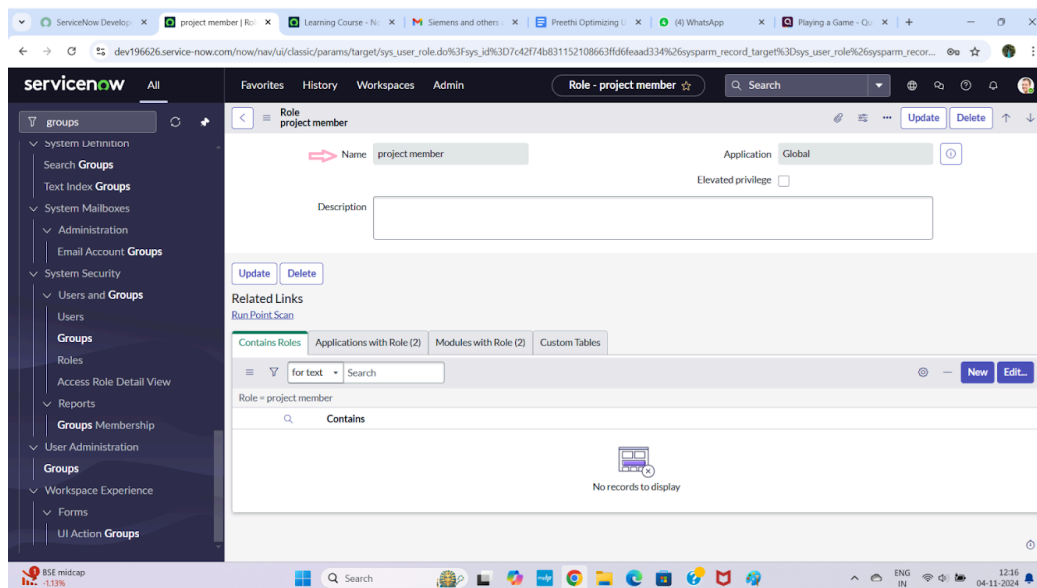 ServiceNow Develop
project member | Rol
Learning Course - N
Siemens and others
Preethi Optimizing U
(4) WhatsApp
Playing a Game - Qu
dev196626.service-now.com/now/nav/ui/classic/params/target/sys_user_role.do%3Fsys_id%3D7c42f74b831152108663ffd6feaad334%26sysparm_record_target%3Dsys_user_role%26sysparm_recor...
servicenow
All
Favorites
History
Workspaces
Admin
Role - project member
Search
groups
System Definition
Search Groups
Text Index Groups
System Mailboxes
Administration
Email Account Groups
System Security
Users and Groups
Users
Groups
Roles
Access Role Detail View
Reports
Groups Membership
User Administration
Groups
Workspace Experience
Forms
UI Action Groups
Role
project member
Update
Delete
Name
project member
Application
Global
Elevated privilege
Description
Update
Delete
Related Links
Run Point Scan
Contains Roles
Applications with Role (2)
Modules with Role (2)
Custom Tables
for text
Search
New
Edit...
Role = project member
Contains
No records to display
1
BSE midcap
-1.13%
Search
ENG
IN
12:16
04-11-2024